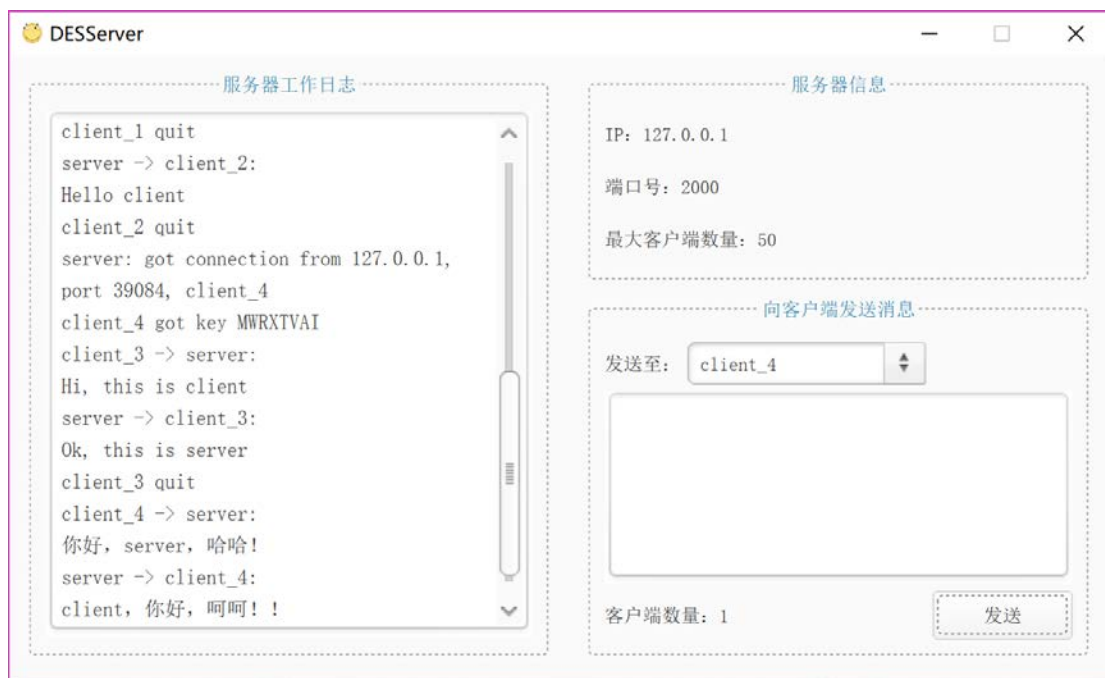 DESServer
服务器工作日志
client_1 quit
server -> client_2:
Hello client
client_2 quit
server: got connection from 127.0.0.1,
port 39084, client_4
client_4 got key MWRXTVAI
client_3 -> server:
Hi, this is client
server -> client_3:
Ok, this is server
client_3 quit
client_4 -> server:
你好，server，哈哈！
server -> client_4:
client，你好，呵呵！！
服务器信息
IP：127.0.0.1
端口号：2000
最大客户端数量：50
向客户端发送消息
发送至： client_4
客户端数量：1
发送